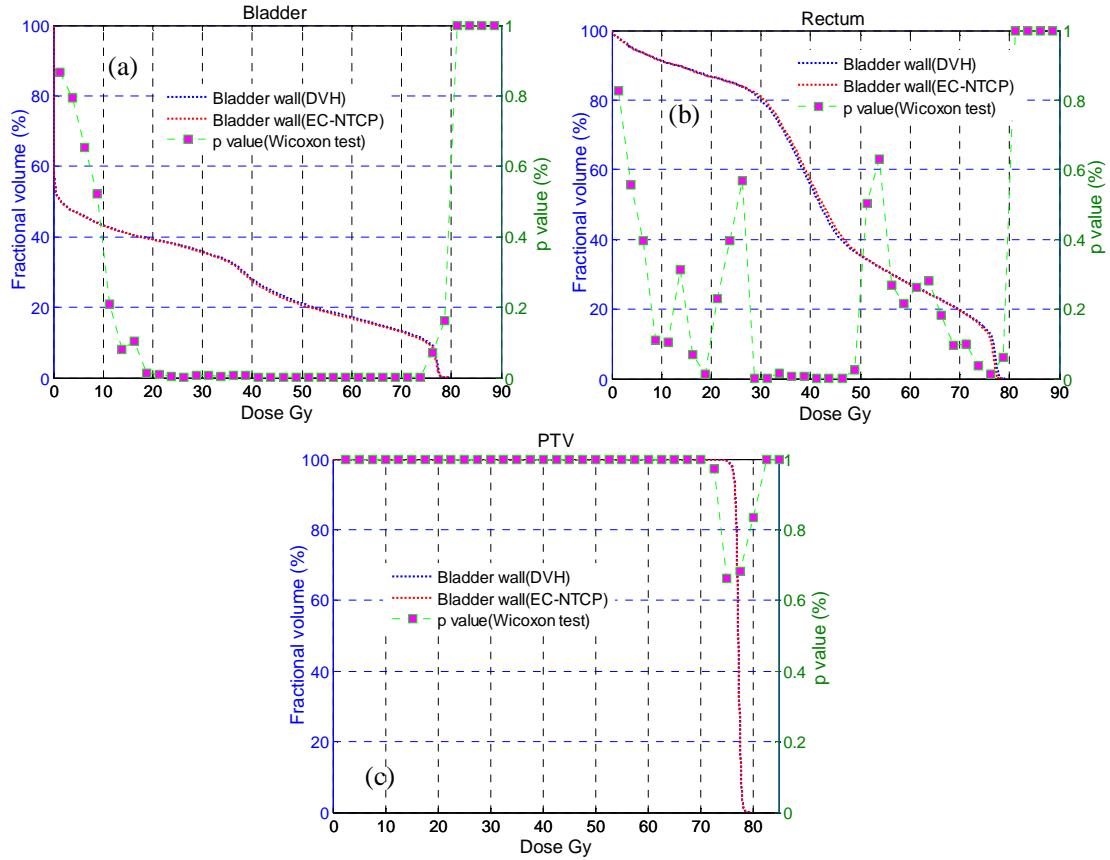 Bladder
(a)
Bladder wall(DVH)
Bladder wall(EC-NTCP)
p value(Wicoxon test)
Fractional volume (%)
p value (%)
100
80
60
40
20
0
1
0.8
0.6
0.4
0.2
0
0 10 20 30 40 50 60 70 80 90
Dose Gy
Rectum
(b)
Bladder wall(DVH)
Bladder wall(EC-NTCP)
p value(Wicoxon test)
Fractional volume (%)
p value (%)
100
80
60
40
20
0
1
0.8
0.6
0.4
0.2
0
0 10 20 30 40 50 60 70 80 90
Dose Gy
PTV
Bladder wall(DVH)
Bladder wall(EC-NTCP)
p value(Wicoxon test)
(c)
Fractional volume (%)
p value (%)
100
80
60
40
20
0
1
0.8
0.6
0.4
0.2
0
0 10 20 30 40 50 60 70 80
Dose Gy